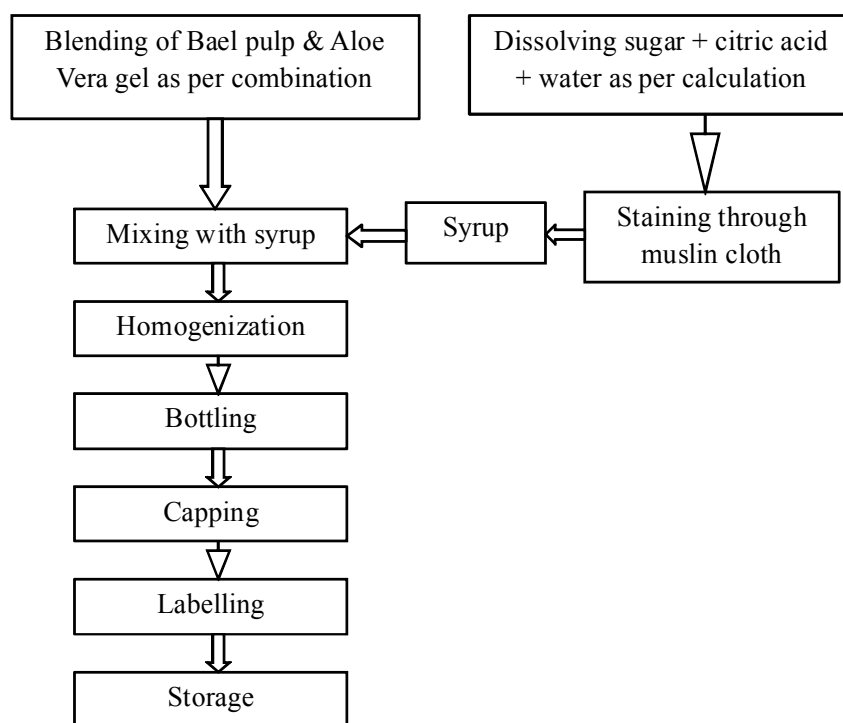 Blending of Bael pulp & Aloe
Vera gel as per combination
Dissolving sugar + citric acid
+ water as per calculation
Staining through
muslin cloth
Syrup
Mixing with syrup
Homogenization
Bottling
Capping
Labelling
Storage